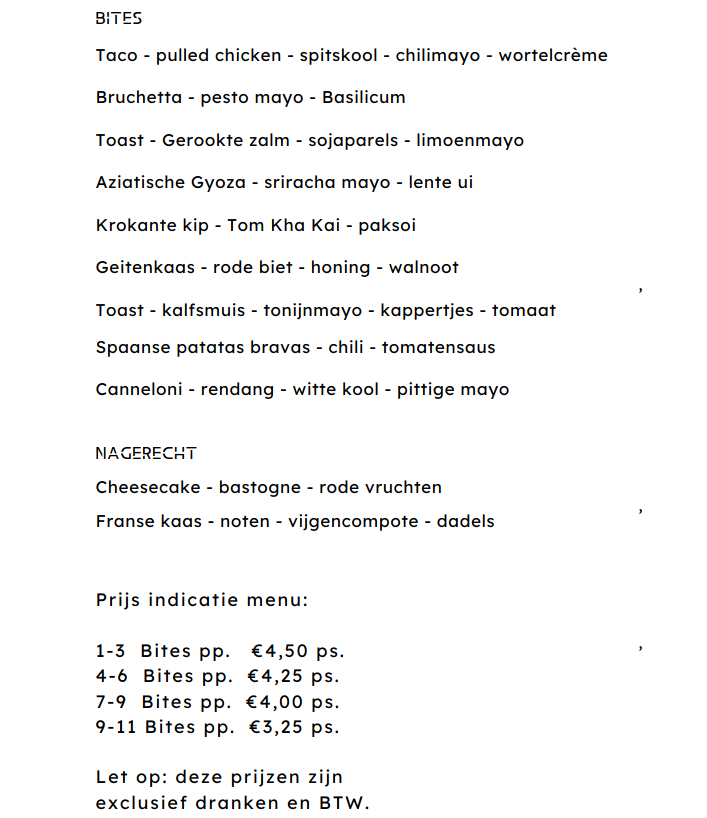 BITES
Taco - pulled chicken - spitskool - chilimayo - wortelcrème
Bruchetta - pesto mayo - Basilicum
Toast - Gerookte zalm - sojaparels - limoenmayo
Aziatische Gyoza - sriracha mayo - lente ui
Krokante kip - Tom Kha Kai - paksoi
Geitenkaas - rode biet - honing - walnoot
,
Toast - kalfsmuis - tonijnmayo - kappertjes - tomaat
Spaanse patatas bravas - chili - tomatensaus
Canneloni - rendang - witte kool - pittige mayo
NAGERECHT
Cheesecake - bastogne - rode vruchten
,
Franse kaas - noten - vijgencompote - dadels
Prijs indicatie menu:
1-3 Bites pp. €4,50 ps.
,
4-6 Bites pp. €4,25 ps.
7-9 Bites pp. €4,00 ps.
9-11 Bites pp. €3,25 ps.
Let op: deze prijzen zijn
exclusief dranken en BTW.